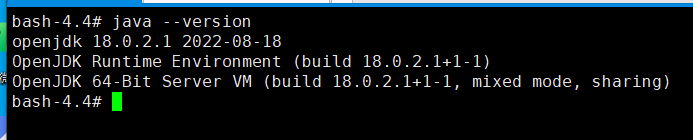 bash-4.4# java --version
openjdk 18.0.2.1 2022-08-18
OpenJDK Runtime Environment (build 18.0.2.1+1-1)
OpenJDK 64-Bit Server VM (build 18.0.2.1+1-1, mixed mode, sharing)
bash-4.4#